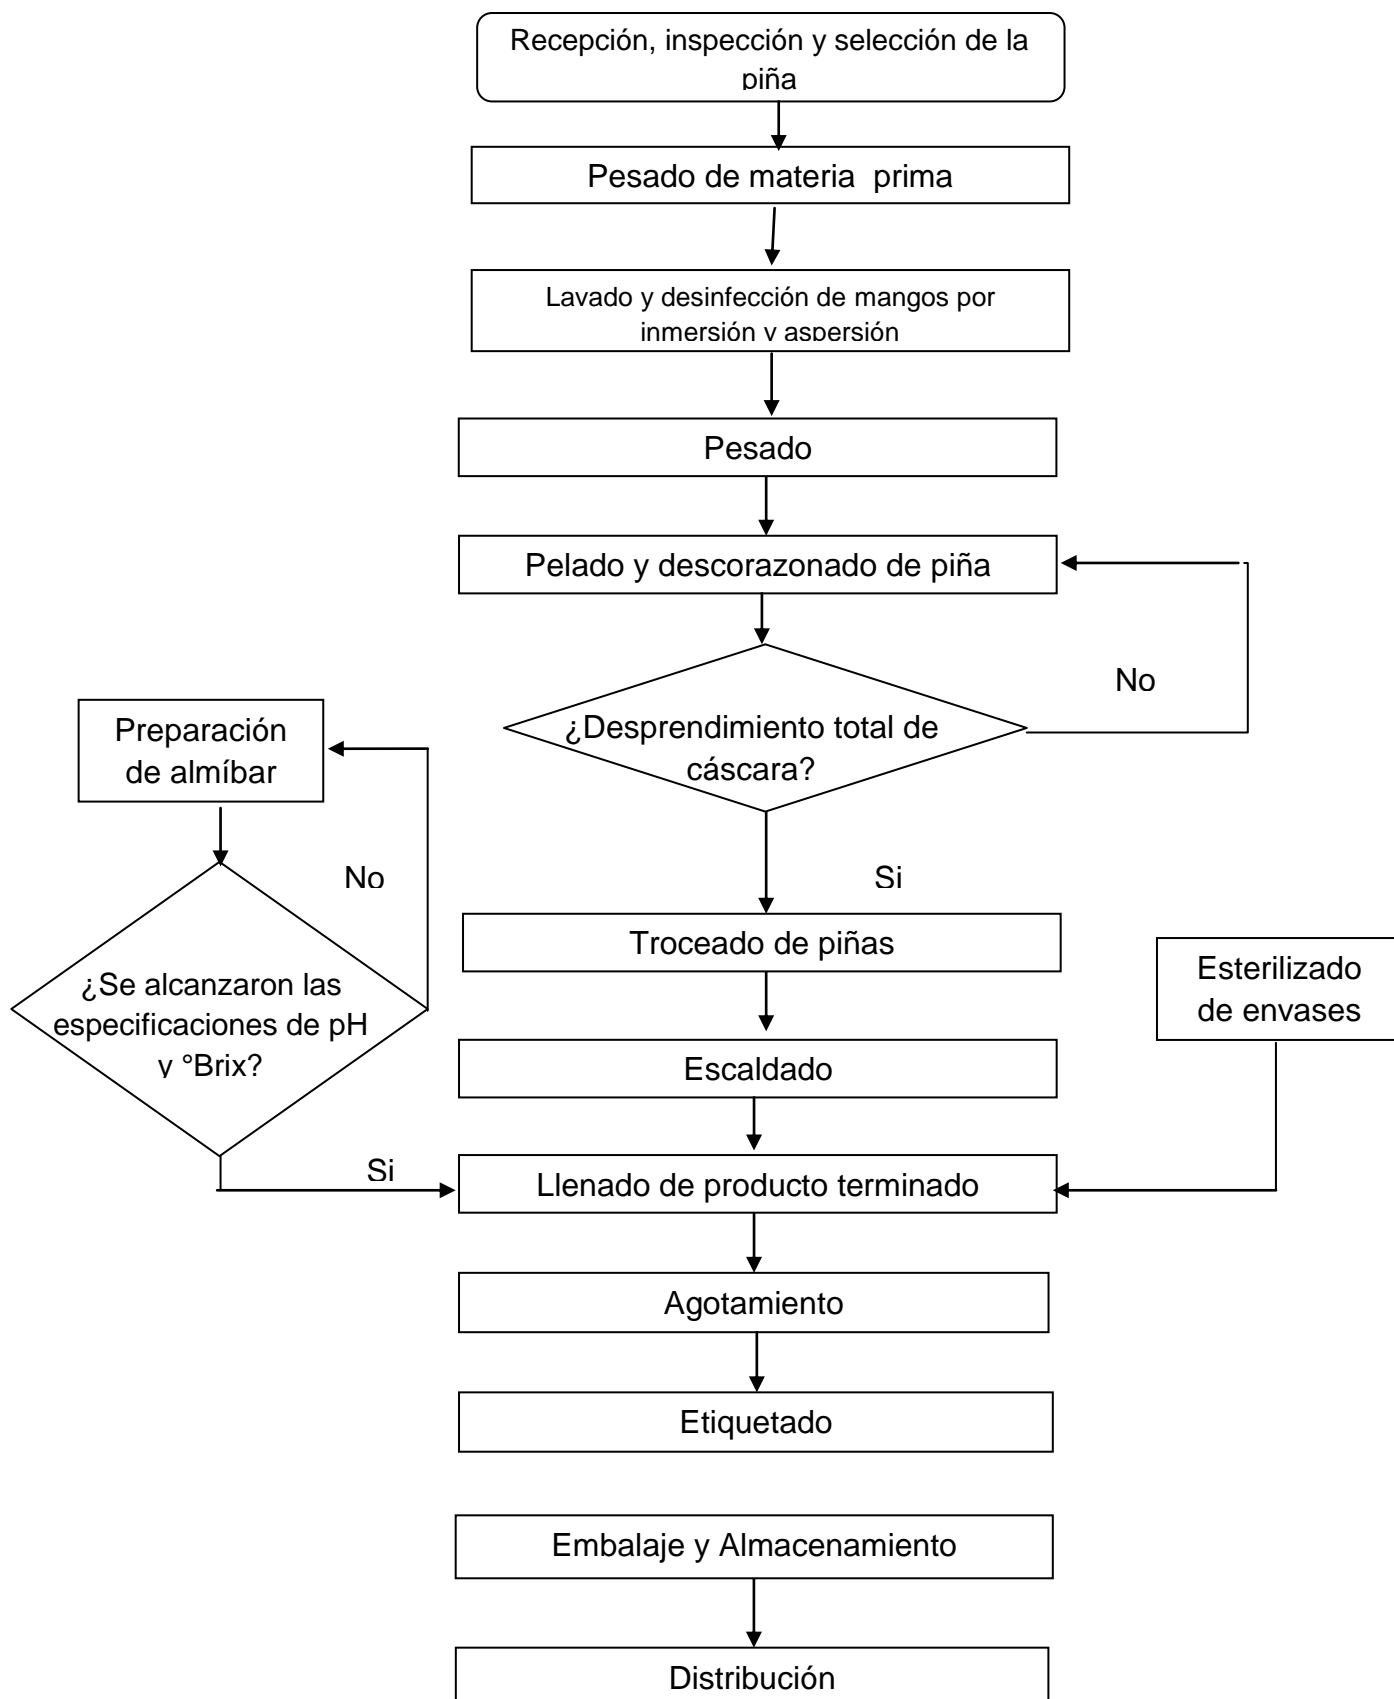 Recepción, inspección y selección de la
piña
Pesado de materia  prima
Lavado y desinfección de mangos por
inmersión y aspersión
Pesado
Pelado y descorazonado de piña
No
¿Desprendimiento total de
cáscara?
Si
Preparación
de almíbar
No
¿Se alcanzaron las
especificaciones de pH
y °Brix?
Si
Troceado de piñas
Esterilizado
de envases
Escaldado
Llenado de producto terminado
Agotamiento
Etiquetado
Embalaje y Almacenamiento
Distribución